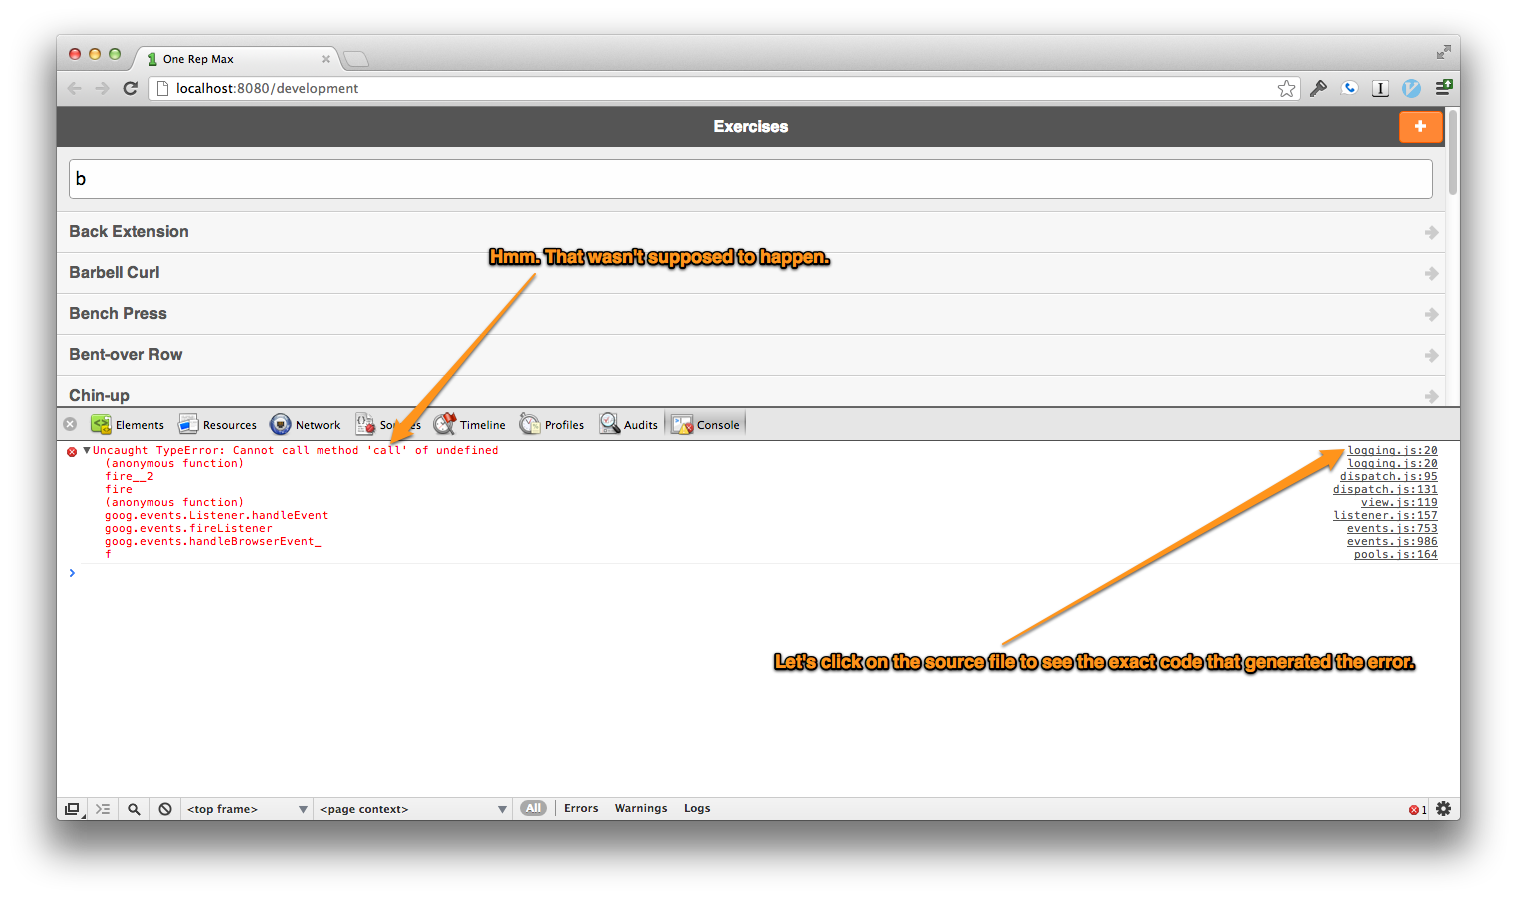 One Rep Max
localhost:8080/development
Exercises
+
b
Back Extension
Hmm. That wasn't supposed to happen.
Barbell Curl
Bench Press
Bent-over Row
Chin-up
Elements Resources Network Sources Timeline Profiles Audits Console
Uncaught TypeError: Cannot call method 'call' of undefined logging.js:20
(anonymous function) logging.js:20
fire__2 dispatch.js:95
fire dispatch.js:131
(anonymous function) view.js:119
goog.events.Listener.handleEvent listener.js:157
goog.events.fireListener events.js:753
goog.events.handleBrowserEvent_ events.js:986
f pools.js:164
>
Let's click on the source file to see the exact code that generated the error.
<top frame> <page context> All Errors Warnings Logs 1